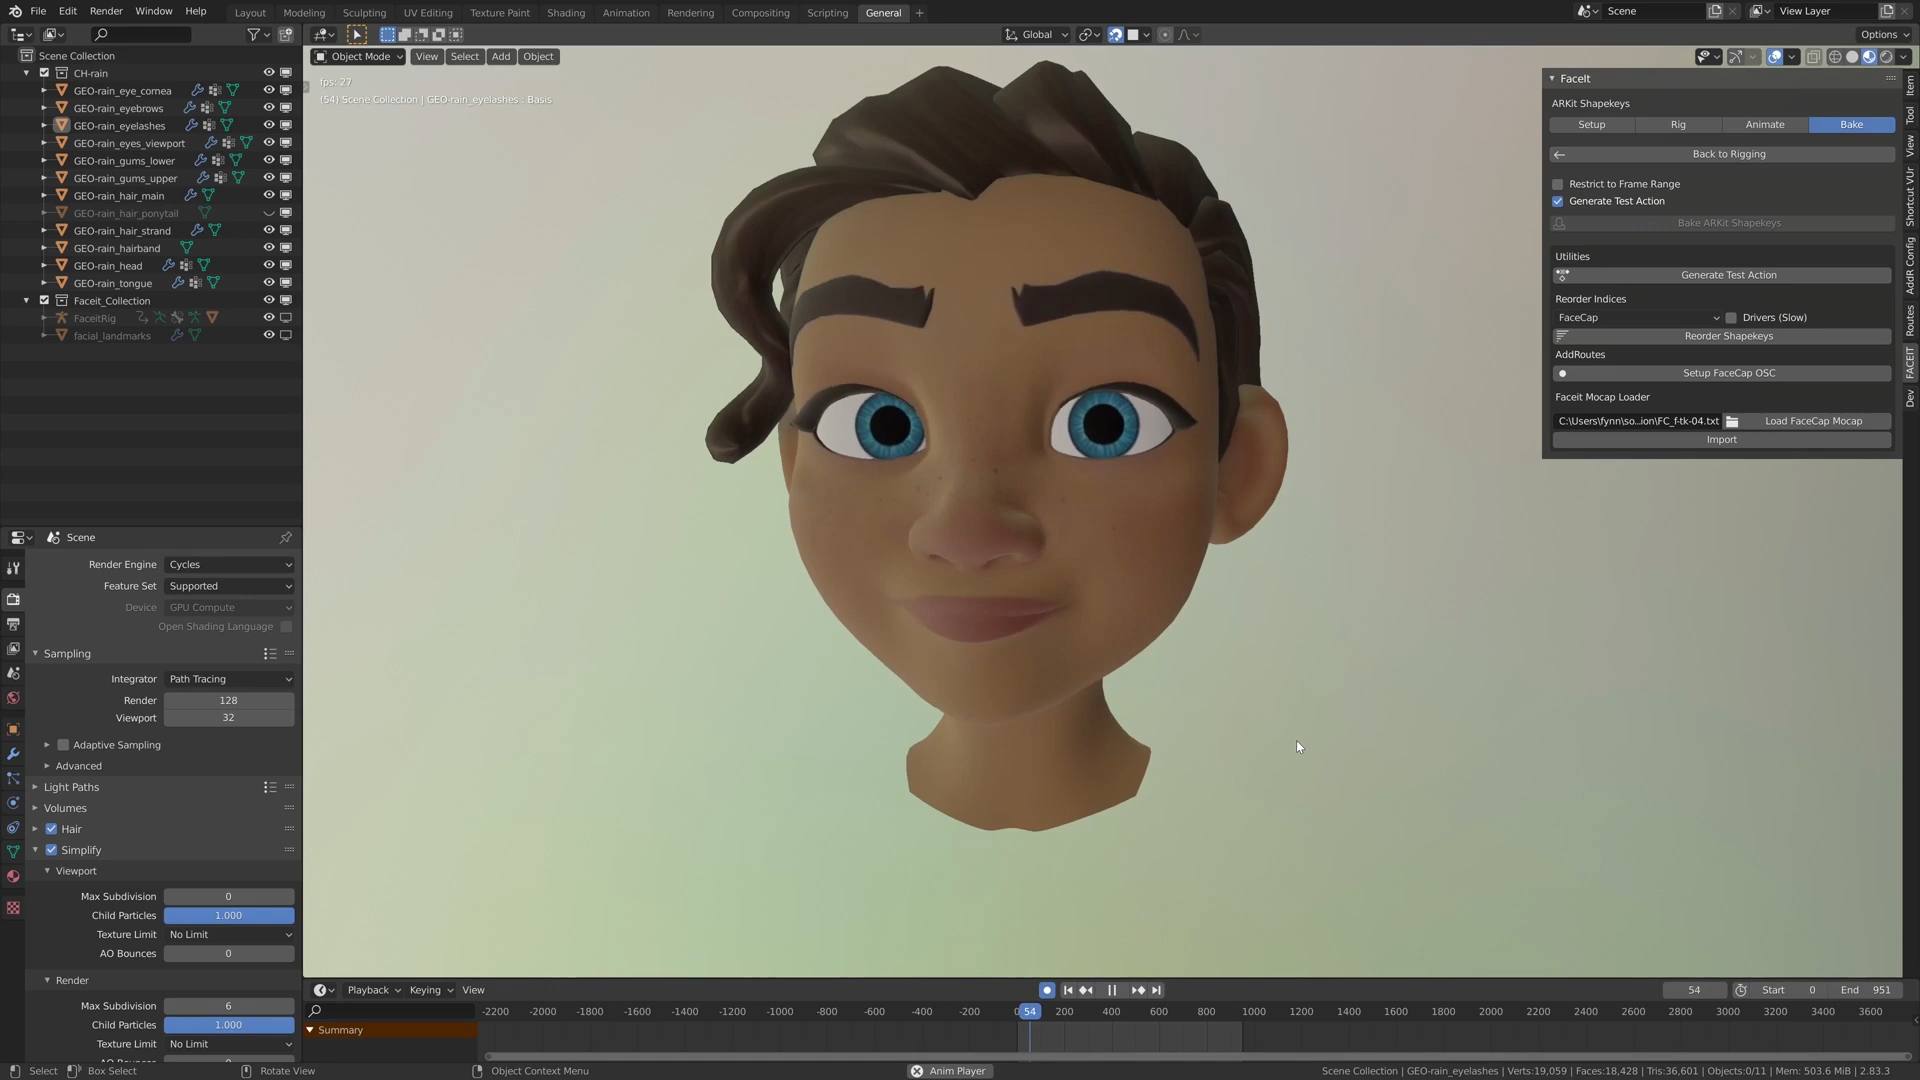 File Edit Render Window Help Layout Modeling Sculpting UV Editing Texture Paint Shading Animation Rendering Compositing Scripting General + Scene View Layer
Global Options
Object Mode View Select Add Object
Scene Collection
CH-rain
GEO-rain_eye_cornea
GEO-rain_eyebrows
GEO-rain_eyelashes
GEO-rain_eyes_viewport
GEO-rain_gums_lower
GEO-rain_gums_upper
GEO-rain_hair_main
GEO-rain_hair_ponytail
GEO-rain_hair_strand
GEO-rain_hairband
GEO-rain_head
GEO-rain_tongue
Faceit_Collection
FaceitRig
facial_landmarks
fps: 27
(54) Scene Collection | GEO-rain_eyelashes : Basis
FaceIt
ARKit Shapekeys
Setup Rig Animate Bake
Back to Rigging
Restrict to Frame Range
Generate Test Action
Bake ARKit Shapekeys
Utilities
Generate Test Action
Reorder Indices
FaceCap Drivers (Slow)
Reorder Shapekeys
AddRoutes
Setup FaceCap OSC
Faceit Mocap Loader
C:\Users\fynn\so...ion\FC_f-tk-04.txt Load FaceCap Mocap
Import
Item
Tool
View
Shortcut VUr
AddR Config
Routes
FACEIT
Dev
Scene
Render Engine Cycles
Feature Set Supported
Device GPU Compute
Open Shading Language
Sampling
Integrator Path Tracing
Render 128
Viewport 32
Adaptive Sampling
Advanced
Light Paths
Volumes
Hair
Simplify
Viewport
Max Subdivision 0
Child Particles 1.000
Texture Limit No Limit
AO Bounces 0
Render
Max Subdivision 6
Child Particles 1.000
Texture Limit No Limit
Playback Keying View 54 Start 0 End 951
-2200 -2000 -1800 -1600 -1400 -1200 -1000 -800 -600 -400 -200 0 54 200 400 600 800 1000 1200 1400 1600 1800 2000 2200 2400 2600 2800 3000 3200 3400 3600
Summary
Select Box Select Rotate View Object Context Menu Anim Player Scene Collection | GEO-rain_eyelashes | Verts:19,059 | Faces:18,428 | Tris:36,601 | Objects:0/11 | Mem: 503.6 MiB | 2.83.3